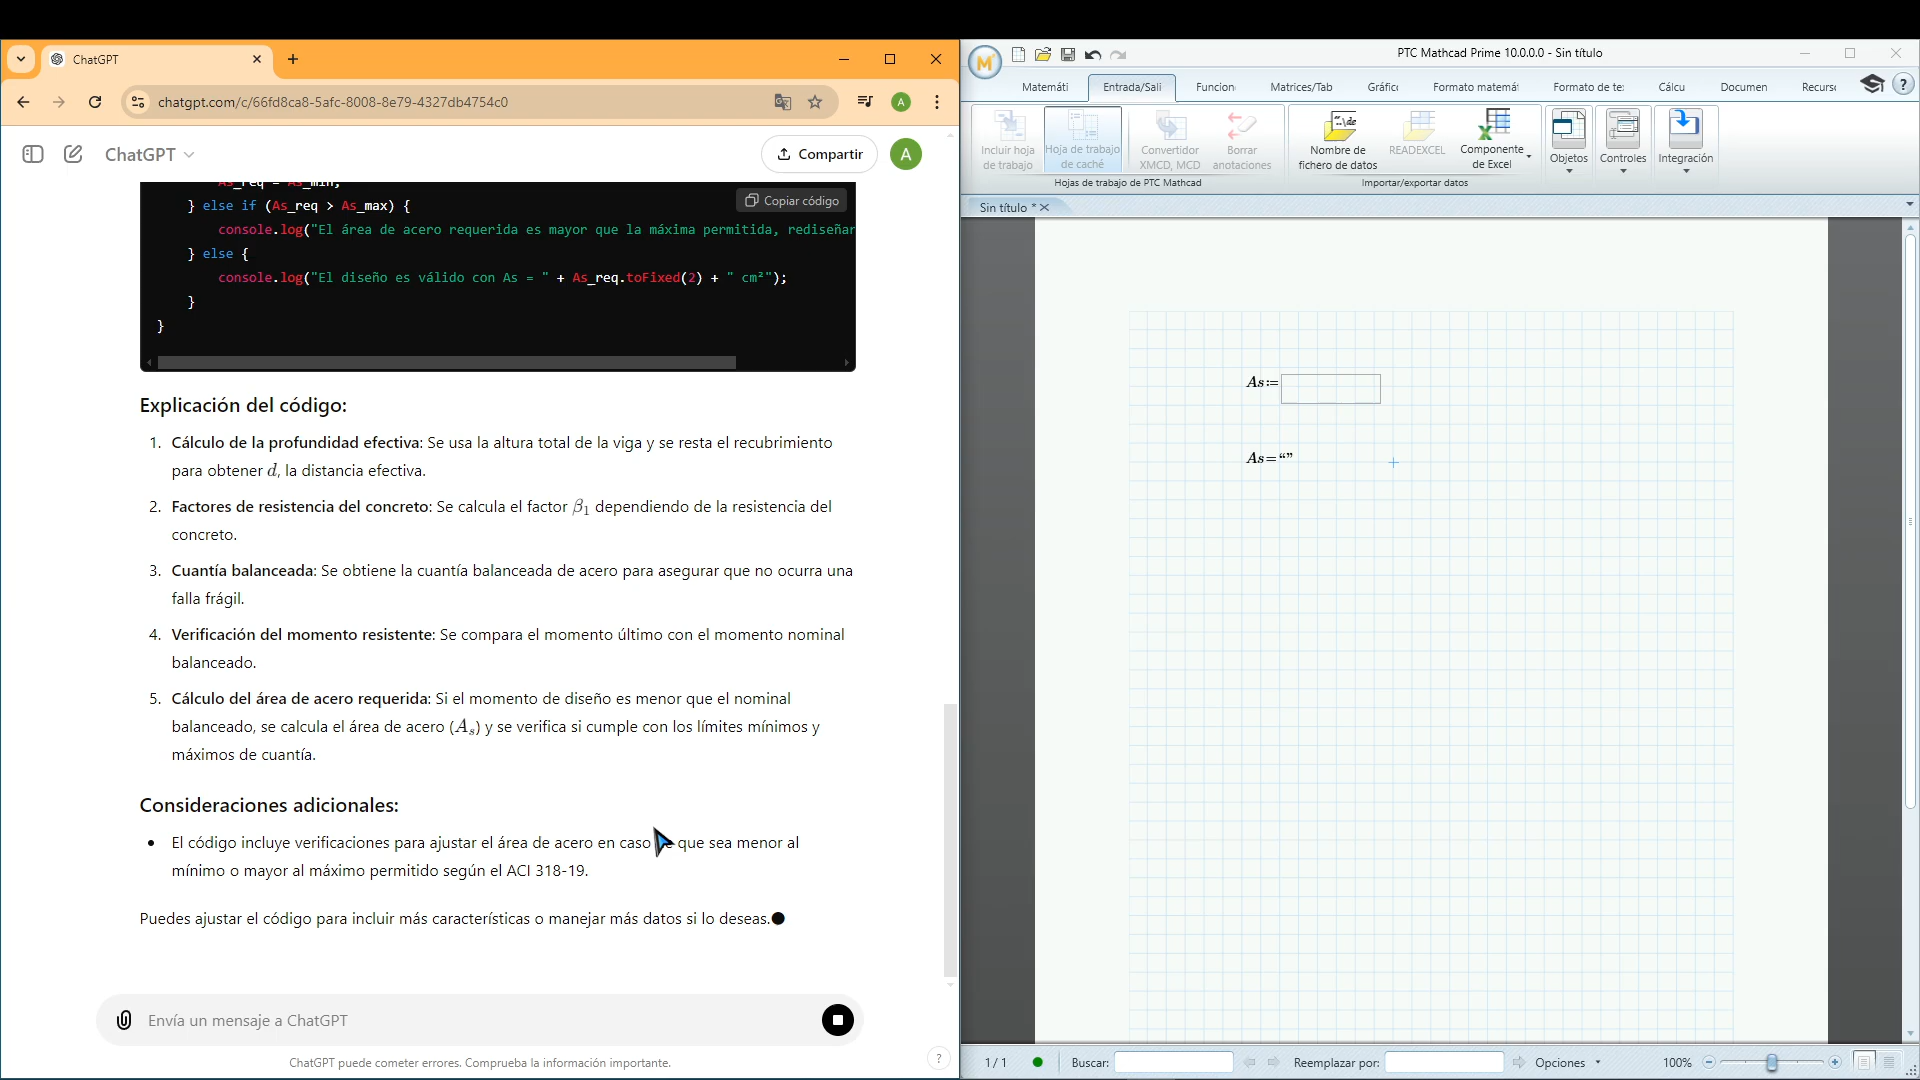 ChatGPT
chatgpt.com/c/66fd8ca8-5afc-8008-8e79-4327db4754c0
A
ChatGPT
Compartir
A
As_req = As_min;
Copiar código
} else if (As_req > As_max) {
console.log("El área de acero requerida es mayor que la máxima permitida, rediseñar
} else {
console.log("El diseño es válido con As = " + As_req.toFixed(2) + " cm²");
}
}
Explicación del código:
1. Cálculo de la profundidad efectiva: Se usa la altura total de la viga y se resta el recubrimiento
para obtener d, la distancia efectiva.
2. Factores de resistencia del concreto: Se calcula el factor β₁ dependiendo de la resistencia del
concreto.
3. Cuantía balanceada: Se obtiene la cuantía balanceada de acero para asegurar que no ocurra una
falla frágil.
4. Verificación del momento resistente: Se compara el momento último con el momento nominal
balanceado.
5. Cálculo del área de acero requerida: Si el momento de diseño es menor que el nominal
balanceado, se calcula el área de acero (Aₛ) y se verifica si cumple con los límites mínimos y
máximos de cuantía.
Consideraciones adicionales:
• El código incluye verificaciones para ajustar el área de acero en caso que sea menor al
mínimo o mayor al máximo permitido según el ACI 318-19.
Puedes ajustar el código para incluir más características o manejar más datos si lo deseas.
Envía un mensaje a ChatGPT
ChatGPT puede cometer errores. Comprueba la información importante.
?
M
PTC Mathcad Prime 10.0.0.0 - Sin título
Matemáti Entrada/Sali Funcion Matrices/Tab Gráfic Formato matemá Formato de te: Cálcu Documen Recurs
?
Incluir hoja de trabajo
Hoja de trabajo de caché
Convertidor XMCD, MCD
Borrar anotaciones
Hojas de trabajo de PTC Mathcad
Nombre de fichero de datos
READEXCEL
Componente de Excel
Importar/exportar datos
Objetos
Controles
Integración
Sin título *
As:=
As=“”
1/1
Buscar:
Reemplazar por:
Opciones
100%